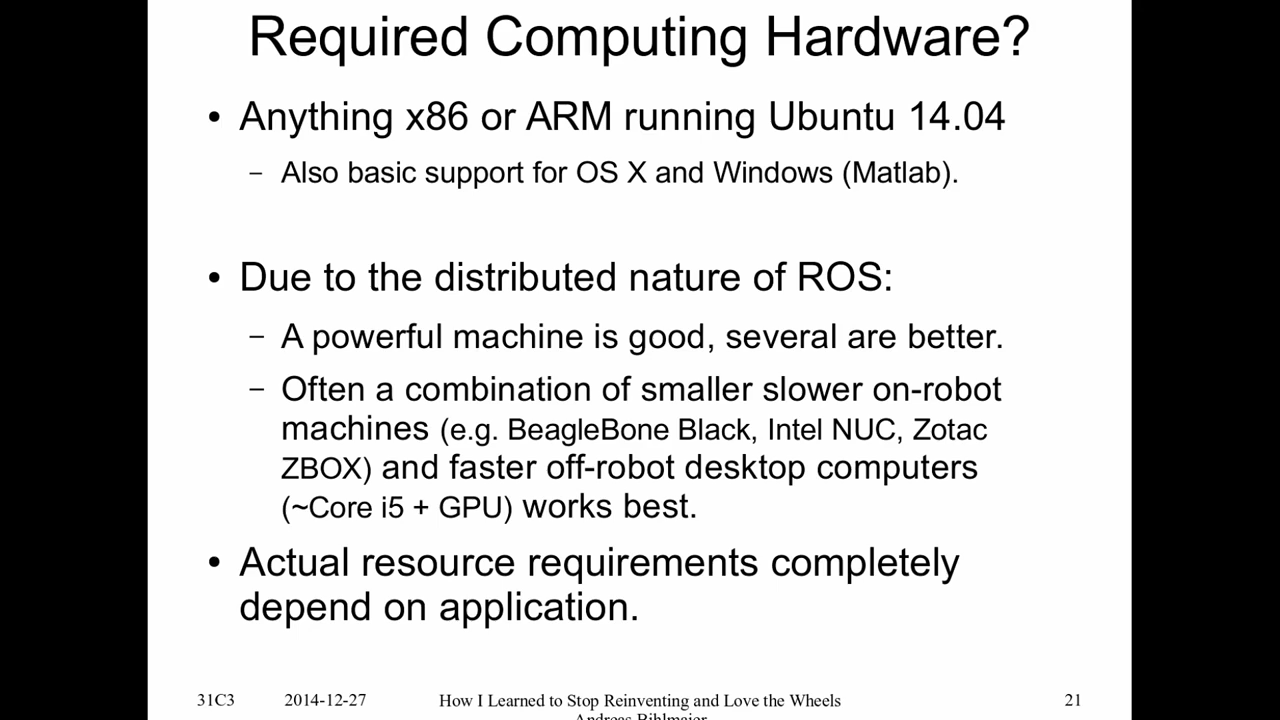 Required Computing Hardware?
• Anything x86 or ARM running Ubuntu 14.04
– Also basic support for OS X and Windows (Matlab).
• Due to the distributed nature of ROS:
– A powerful machine is good, several are better.
– Often a combination of smaller slower on-robot
machines (e.g. BeagleBone Black, Intel NUC, Zotac
ZBOX) and faster off-robot desktop computers
(~Core i5 + GPU) works best.
• Actual resource requirements completely
depend on application.
31C3 2014-12-27 How I Learned to Stop Reinventing and Love the Wheels 21
Andreas Bihlmaier